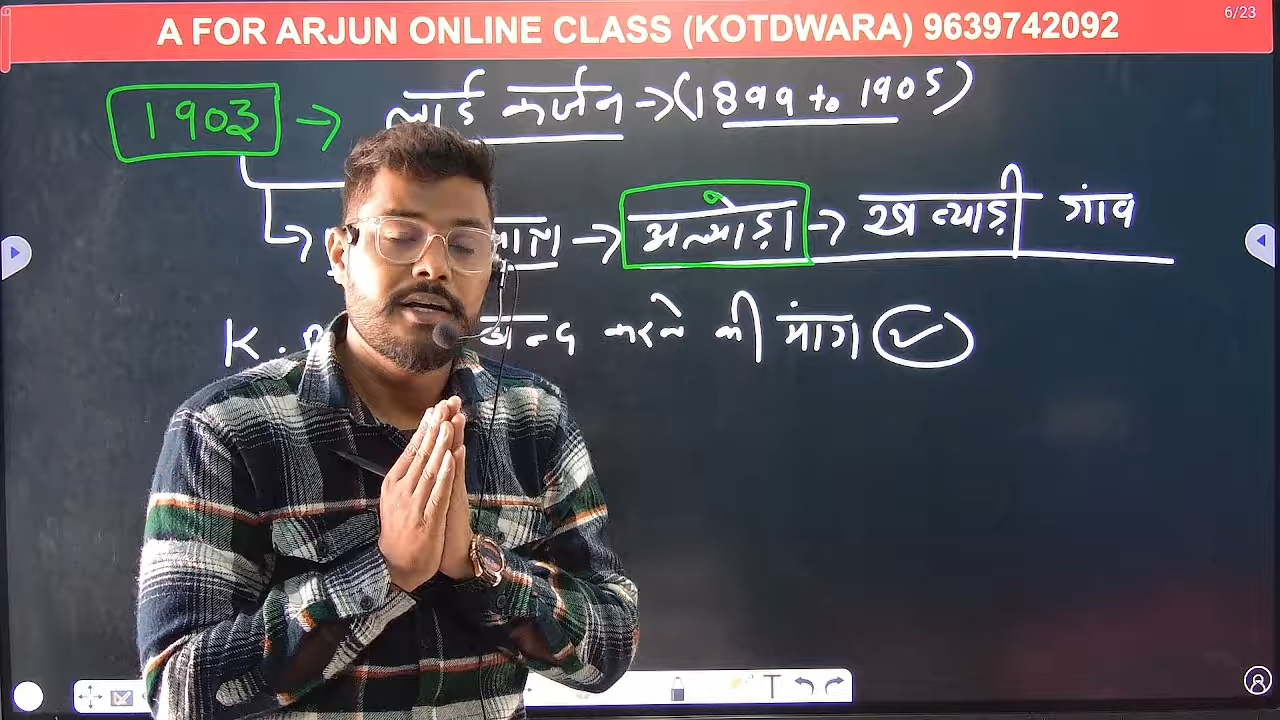 6/23
A FOR ARJUN ONLINE CLASS (KOTDWARA) 9639742092
1903 → लार्ड कर्जन → (1899 to 1905)
→ अल्मोड़ा → खत्याड़ी गांव
K. बन्द करने की मांग
T